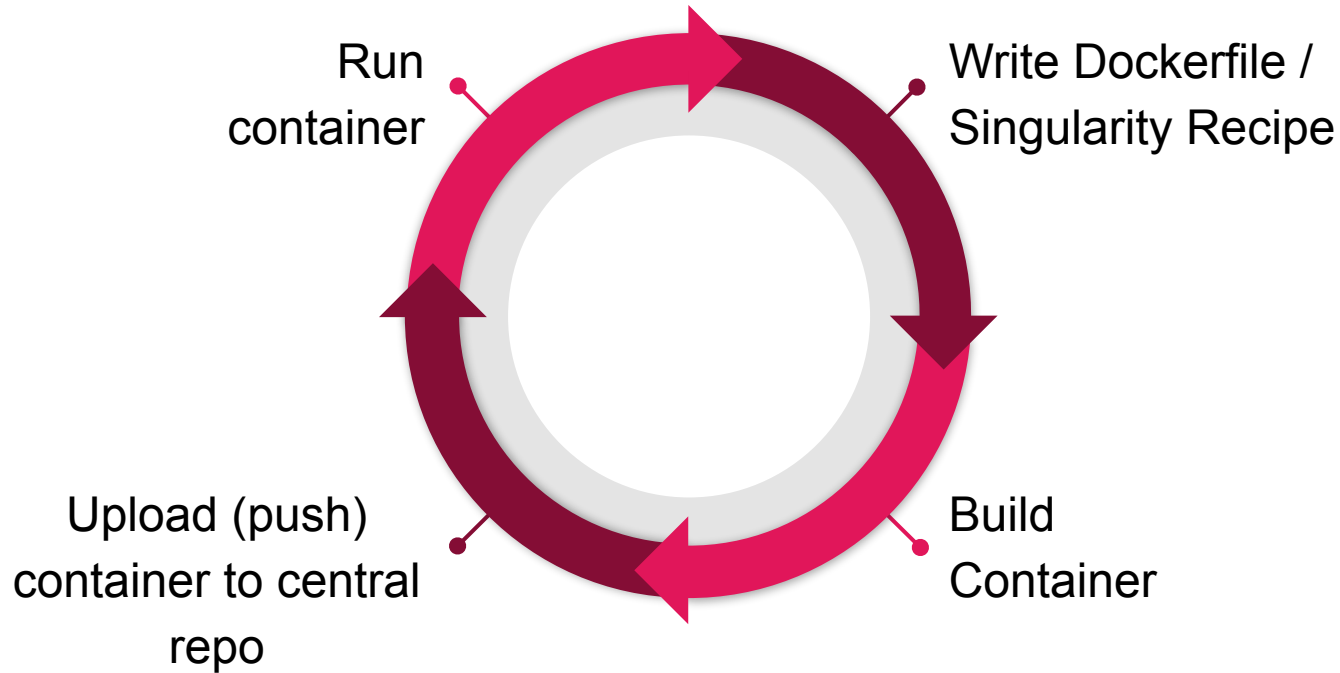 Run
container
Write Dockerfile /
Singularity Recipe
Upload (push)
container to central
repo
Build
Container